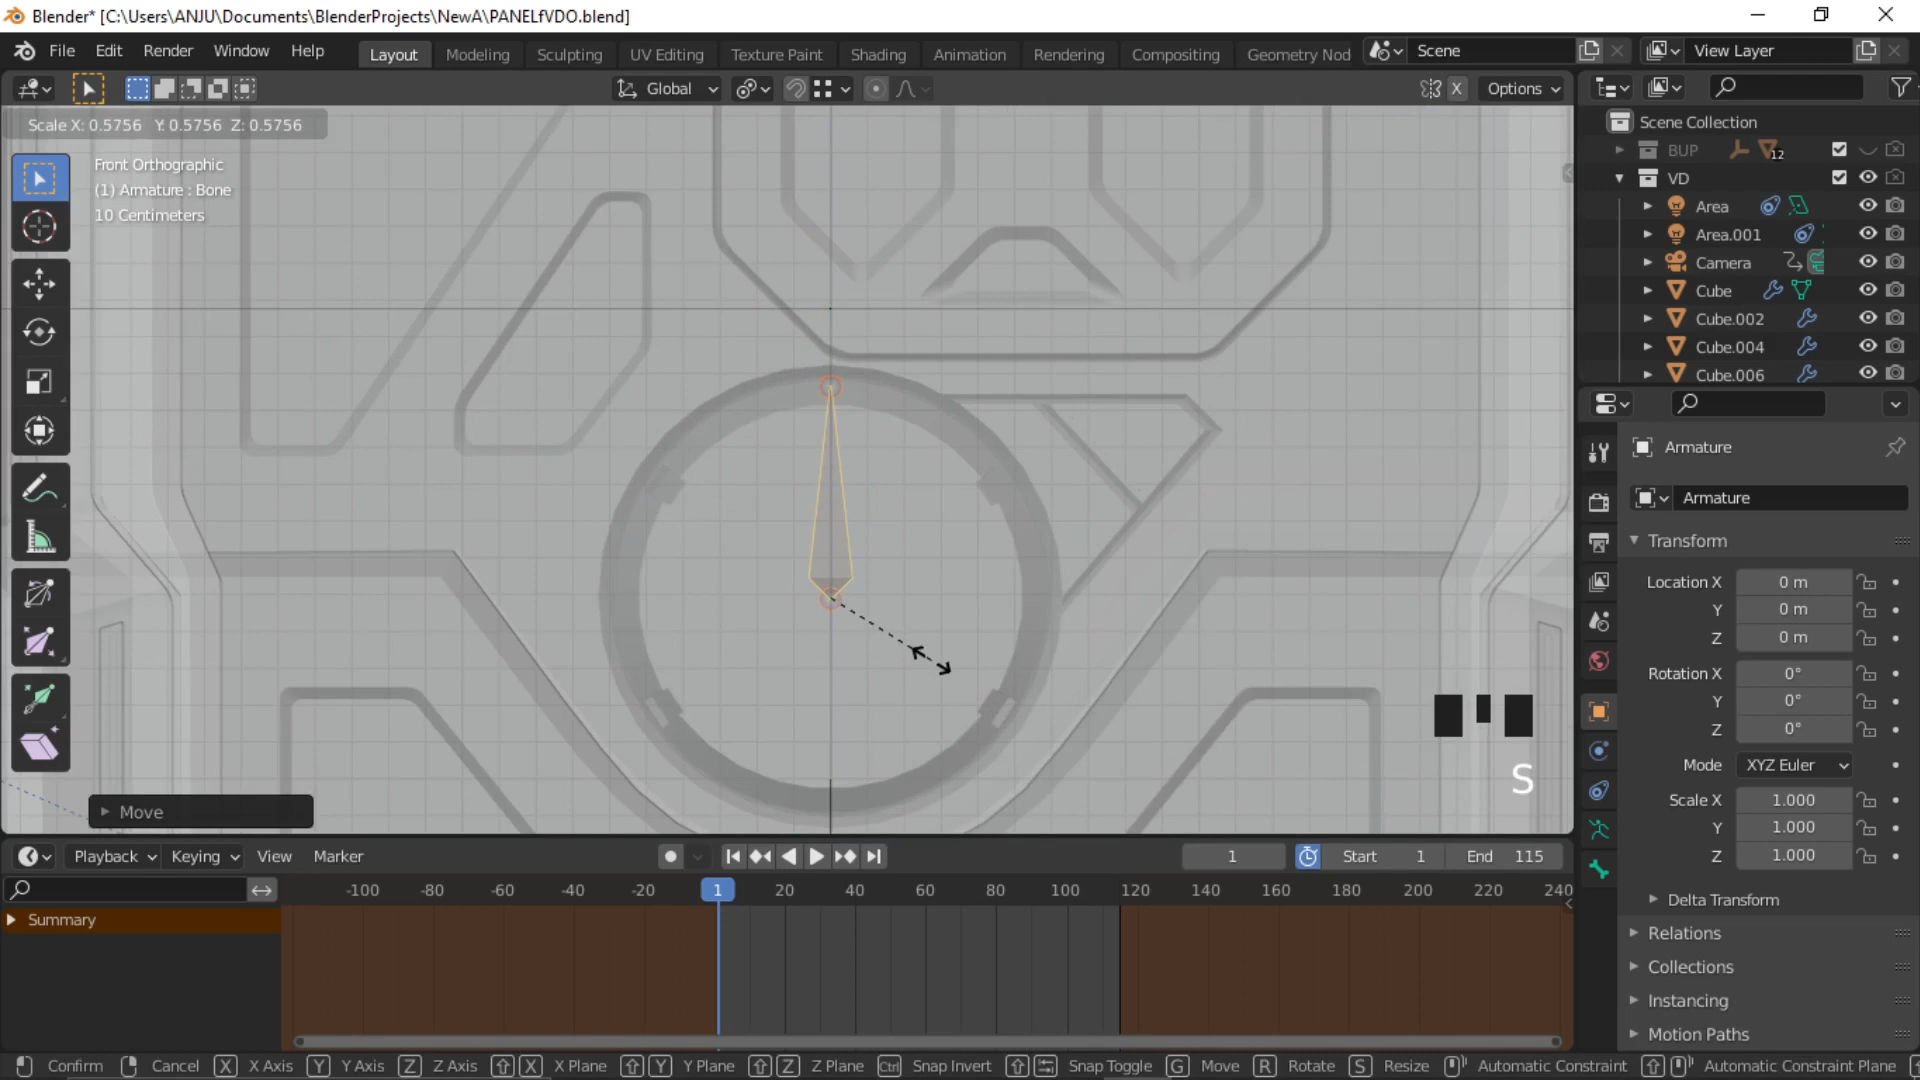 Blender* [C:\Users\ANJU\Documents\BlenderProjects\NewA\PANELfVDO.blend]
File Edit Render Window Help Layout Modeling Sculpting UV Editing Texture Paint Shading Animation Rendering Compositing Geometry Nod Scene View Layer
Global X Options
Scale X: 0.5756 Y: 0.5756 Z: 0.5756
Front Orthographic
(1) Armature : Bone
10 Centimeters
Scene Collection
BUP 12
VD
Area
Area.001
Camera
Cube
Cube.002
Cube.004
Cube.006
Armature
Armature
Transform
Location X 0 m
Y 0 m
Z 0 m
Rotation X 0°
Y 0°
Z 0°
Mode XYZ Euler
Scale X 1.000
Y 1.000
Z 1.000
Delta Transform
Relations
Collections
Instancing
Motion Paths
S
Move
Playback Keying View Marker 1 Start 1 End 115
-100 -80 -60 -40 -20 1 20 40 60 80 100 120 140 160 180 200 220 240
Summary
Confirm Cancel X X Axis Y Y Axis Z Z Axis X X Plane Y Y Plane Z Z Plane Ctrl Snap Invert Snap Toggle G Move R Rotate S Resize Automatic Constraint Automatic Constraint Plane